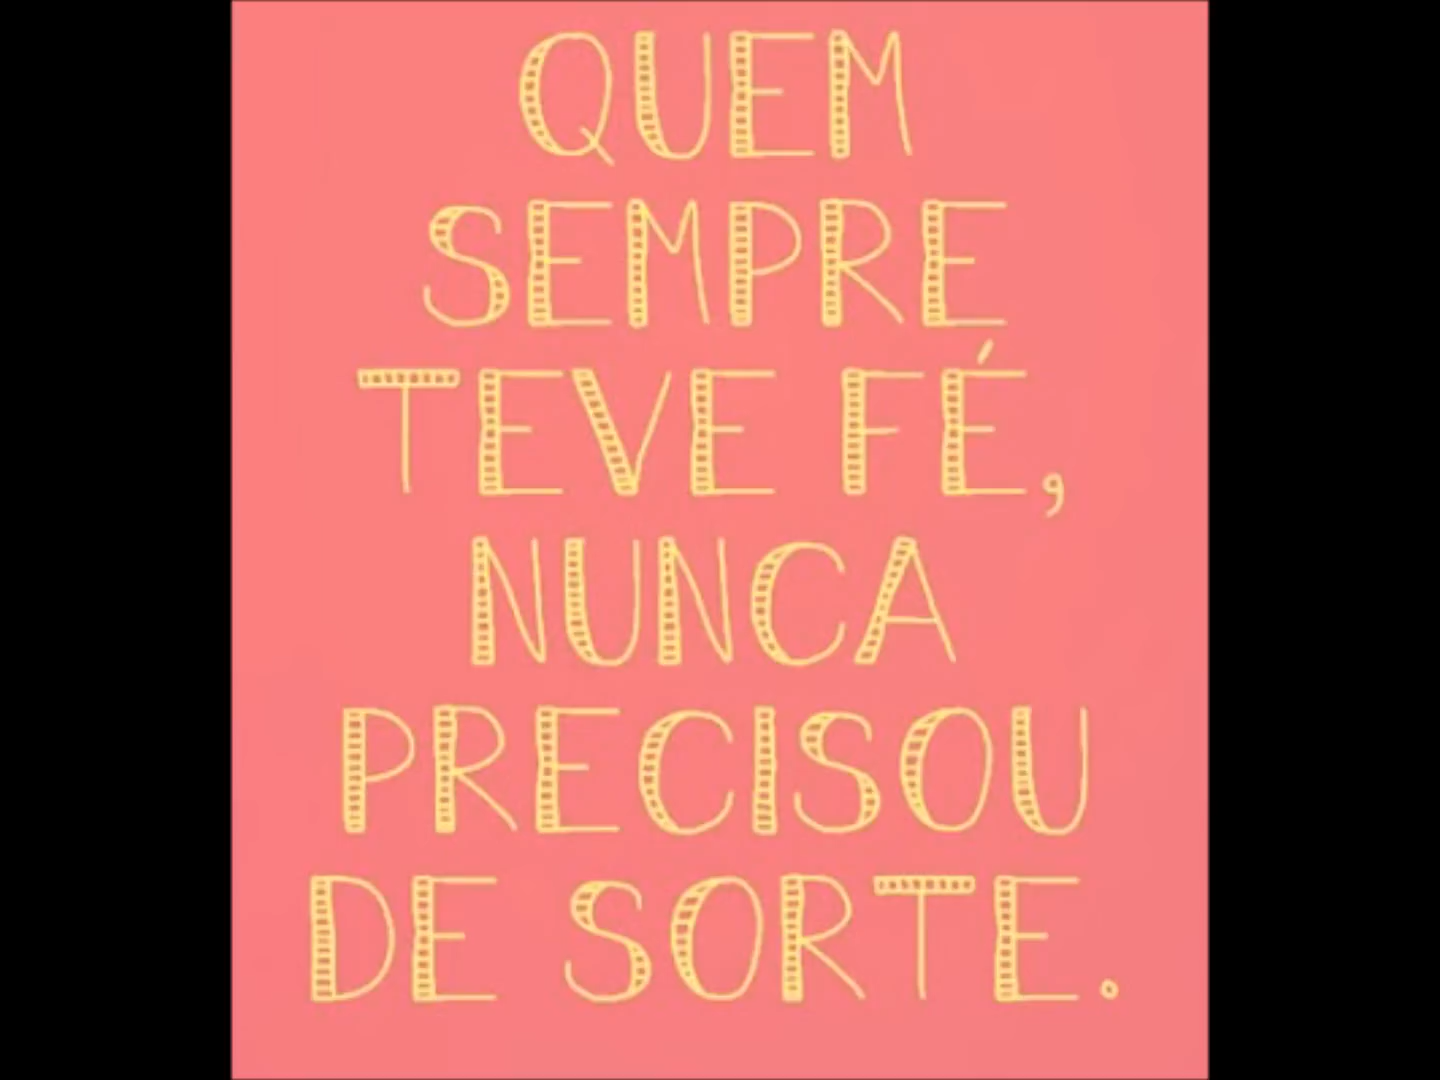 QUEM
SEMPRE
TEVE FÉ,
NUNCA
PRECISOU
DE SORTE.